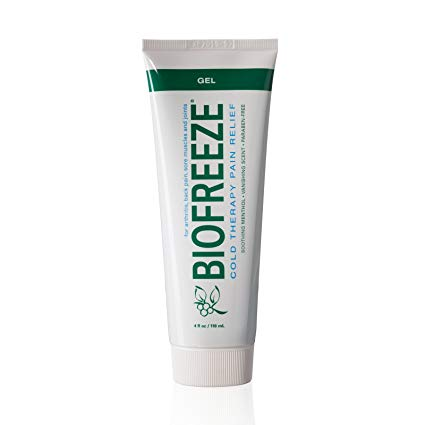 GEL
for arthritis, back pain, sore muscles and joints
BIOFREEZE®
COLD THERAPY PAIN RELIEF
SOOTHING MENTHOL • VANISHING SCENT • PARABEN-FREE
4 fl oz / 118 mL